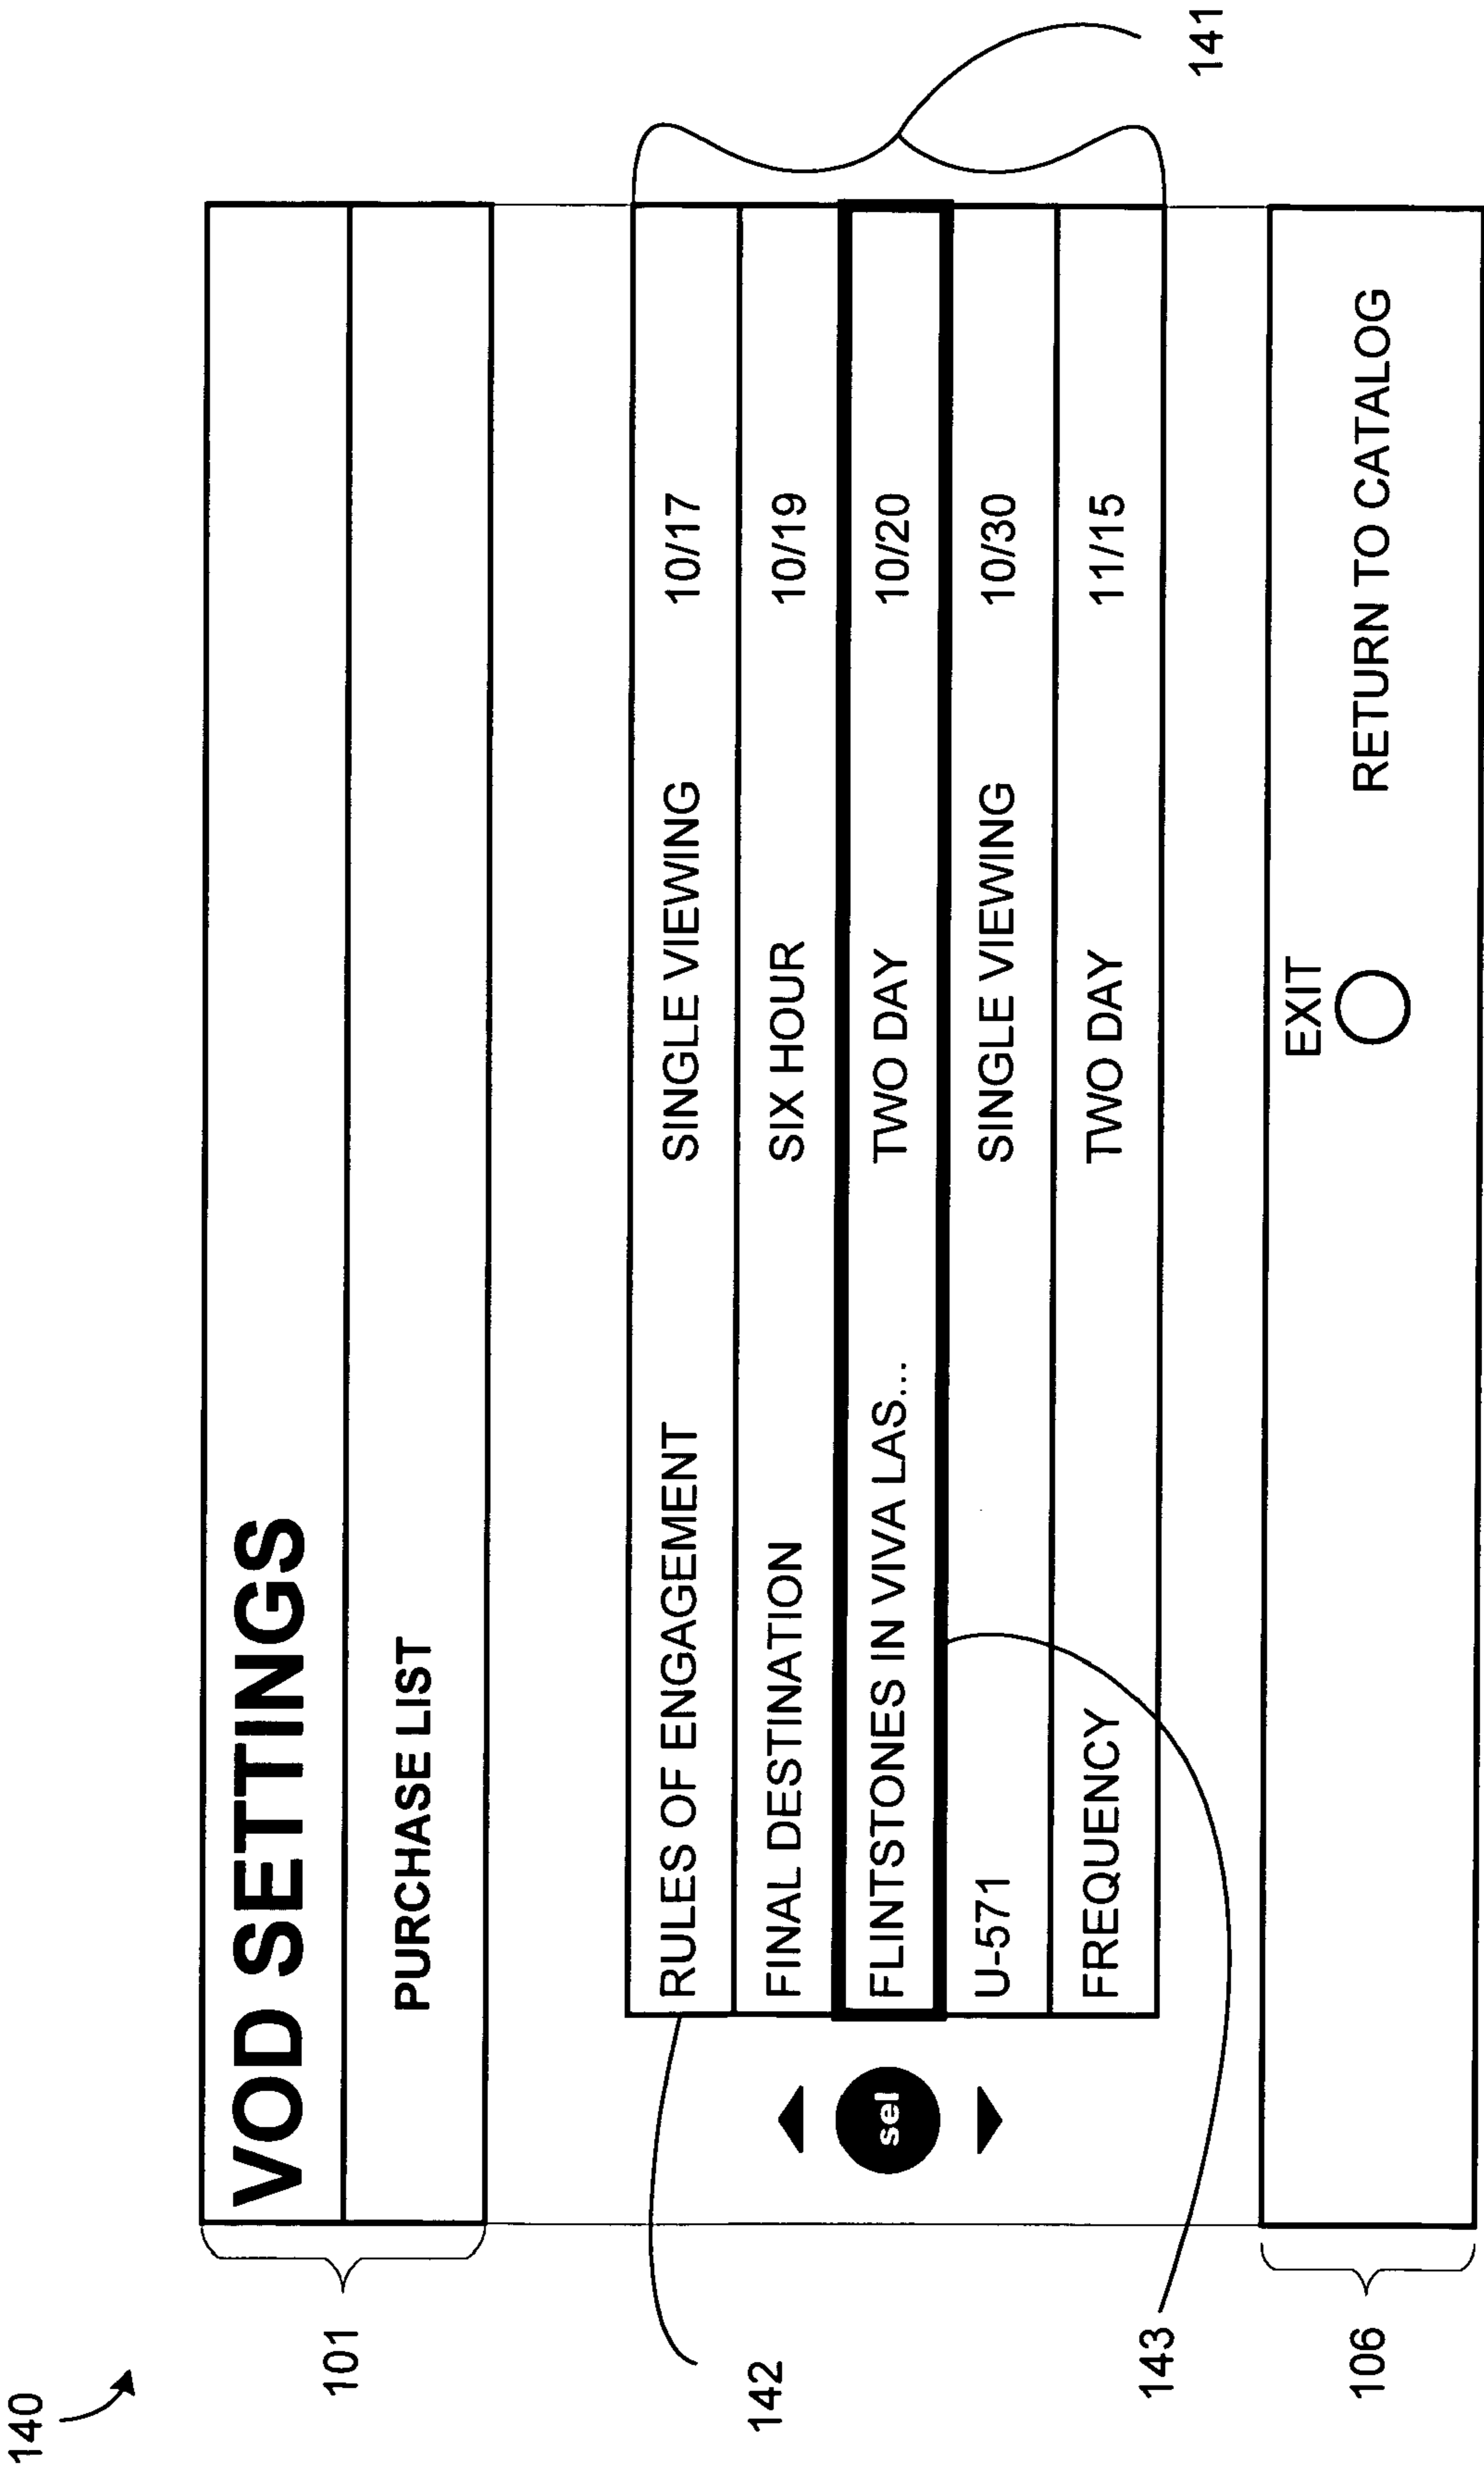 140
101
VOD SETTINGS
PURCHASE LIST
142
RULES OF ENGAGEMENT SINGLE VIEWING 10/17
FINAL DESTINATION SIX HOUR 10/19
sel
FLINTSTONES IN VIVA LAS... TWO DAY 10/20
U-571 SINGLE VIEWING 10/30
FREQUENCY TWO DAY 11/15
141
143
106
EXIT
RETURN TO CATALOG